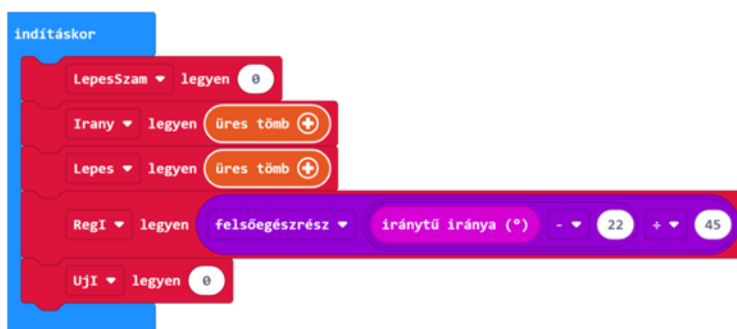 indításkor
LepesSzam legyen 0
Irany legyen üres tömb
Lepes legyen üres tömb
RegI legyen felsőegészrész iránytű iránya (°) - 22 ÷ 45
UjI legyen 0